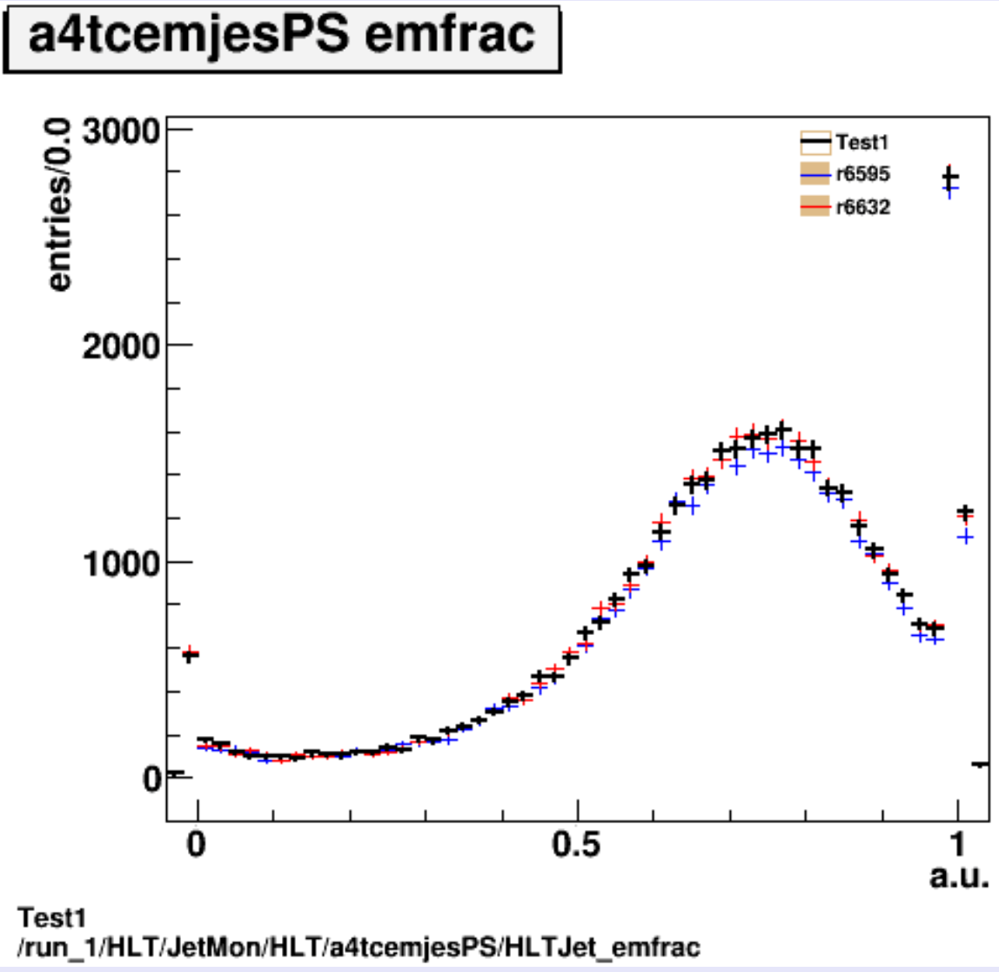 a4tcemjesPS emfrac
entries/0.0
3000
2000
1000
0
Test1
r6595
r6632
0
0.5
1
a.u.
Test1
/run_1/HLT/JetMon/HLT/a4tcemjesPS/HLTJet_emfrac